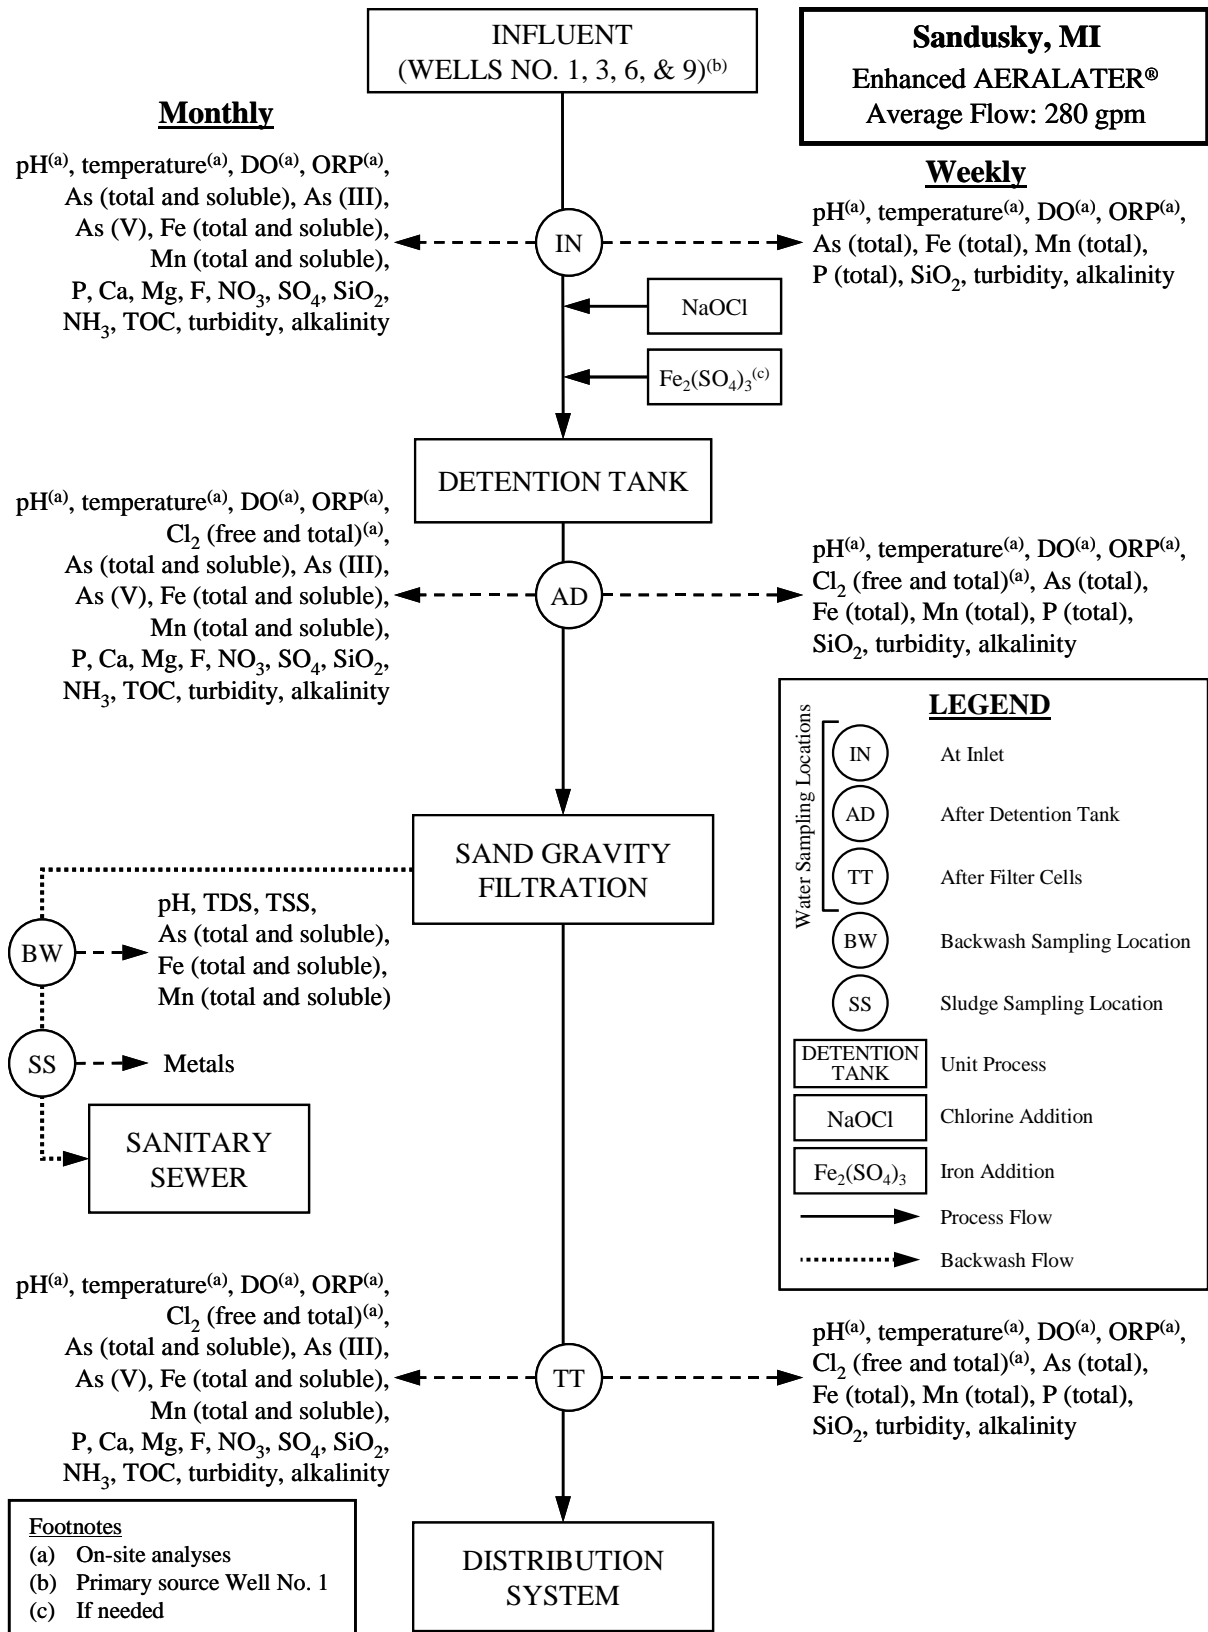 INFLUENT
(WELLS NO. 1, 3, 6, & 9)(b)
Sandusky, MI
Enhanced AERALATER®
Average Flow: 280 gpm
Monthly
pH(a), temperature(a), DO(a), ORP(a),
As (total and soluble), As (III),
As (V), Fe (total and soluble),
Mn (total and soluble),
P, Ca, Mg, F, NO3, SO4, SiO2,
NH3, TOC, turbidity, alkalinity
IN
Weekly
pH(a), temperature(a), DO(a), ORP(a),
As (total), Fe (total), Mn (total),
P (total), SiO2, turbidity, alkalinity
NaOCl
Fe2(SO4)3(c)
DETENTION TANK
pH(a), temperature(a), DO(a), ORP(a),
Cl2 (free and total)(a),
As (total and soluble), As (III),
As (V), Fe (total and soluble),
Mn (total and soluble),
P, Ca, Mg, F, NO3, SO4, SiO2,
NH3, TOC, turbidity, alkalinity
AD
pH(a), temperature(a), DO(a), ORP(a),
Cl2 (free and total)(a), As (total),
Fe (total), Mn (total), P (total),
SiO2, turbidity, alkalinity
LEGEND
Water Sampling Locations
IN At Inlet
AD After Detention Tank
TT After Filter Cells
BW Backwash Sampling Location
SS Sludge Sampling Location
DETENTION
TANK
Unit Process
NaOCl Chlorine Addition
Fe2(SO4)3 Iron Addition
Process Flow
Backwash Flow
SAND GRAVITY
FILTRATION
BW
pH, TDS, TSS,
As (total and soluble),
Fe (total and soluble),
Mn (total and soluble)
SS
Metals
SANITARY
SEWER
pH(a), temperature(a), DO(a), ORP(a),
Cl2 (free and total)(a),
As (total and soluble), As (III),
As (V), Fe (total and soluble),
Mn (total and soluble),
P, Ca, Mg, F, NO3, SO4, SiO2,
NH3, TOC, turbidity, alkalinity
TT
pH(a), temperature(a), DO(a), ORP(a),
Cl2 (free and total)(a), As (total),
Fe (total), Mn (total), P (total),
SiO2, turbidity, alkalinity
Footnotes
(a) On-site analyses
(b) Primary source Well No. 1
(c) If needed
DISTRIBUTION
SYSTEM